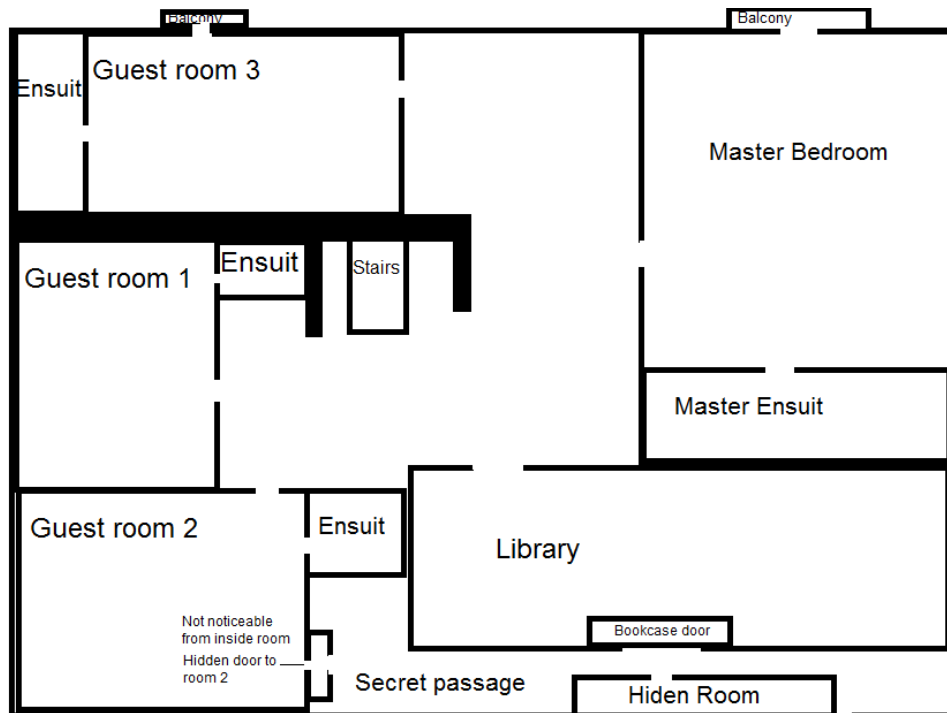 Balcony
Balcony
Guest room 3
Ensuit
Master Bedroom
Guest room 1
Ensuit
Stairs
Master Ensuit
Guest room 2
Ensuit
Library
Not noticeable
from inside room
Hidden door to
room 2
Bookcase door
Secret passage
Hiden Room